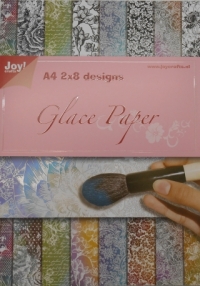 Joy!
A4 2x8 designs
Glace Paper